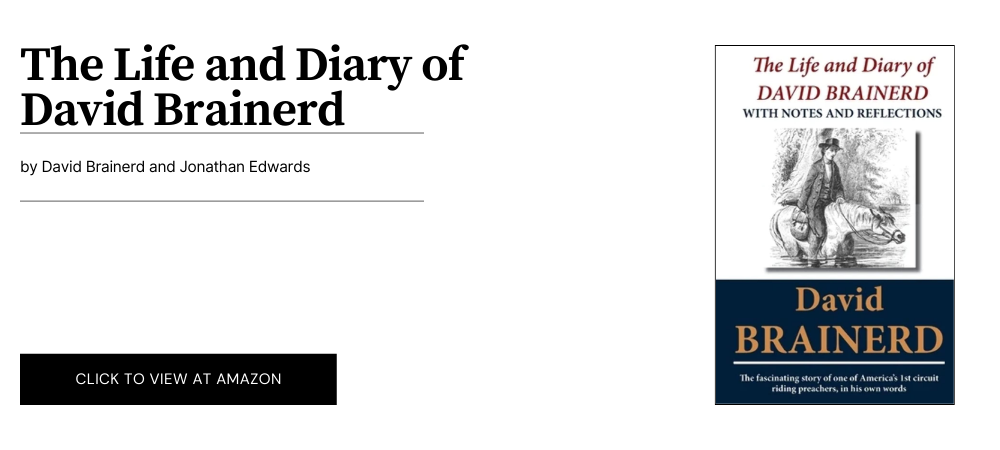 The Life and Diary of
David Brainerd
by David Brainerd and Jonathan Edwards
CLICK TO VIEW AT AMAZON
The Life and Diary of
DAVID BRAINERD
WITH NOTES AND REFLECTIONS
David
BRAINERD
The fascinating story of one of America's 1st circuit
riding preachers, in his own words